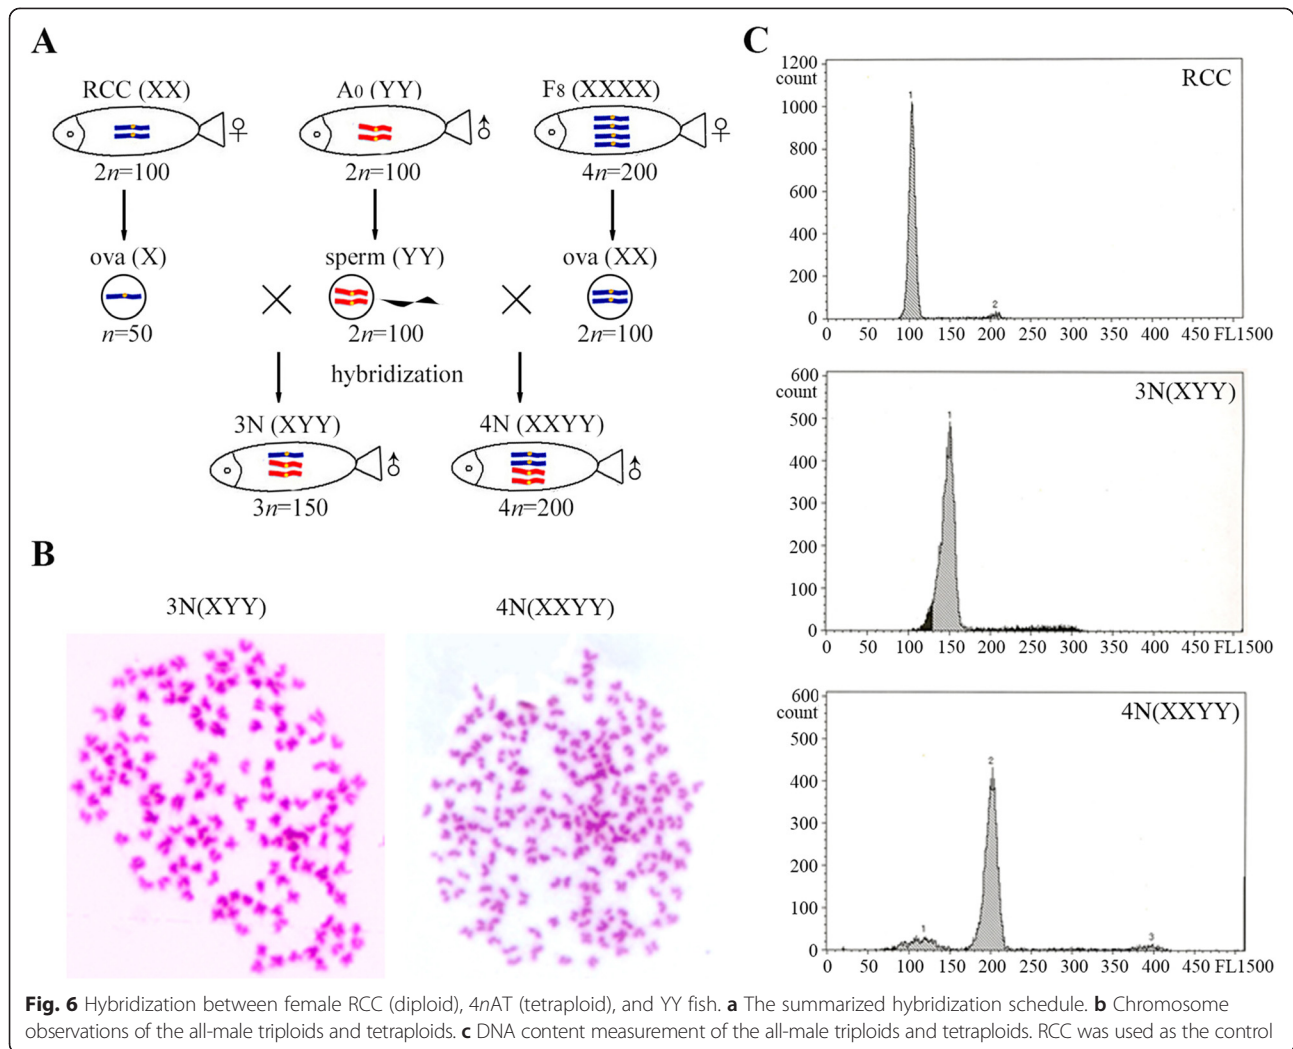 A
RCC (XX)
A0 (YY)
F8 (XXXX)
♀
♂
♀
2n=100
2n=100
4n=200
ova (X)
sperm (YY)
ova (XX)
n=50
2n=100
2n=100
hybridization
3N (XYY)
4N (XXYY)
♂
♂
3n=150
4n=200
B
3N(XYY)
4N(XXYY)
C
1200
count
RCC
1
1000
800
600
400
200
2
0
0 50 100 150 200 250 300 350 400 450 FL1500
600
count
3N(XYY)
1
500
400
300
200
100
0
0 50 100 150 200 250 300 350 400 450 FL1500
600
count
4N(XXYY)
500
2
400
300
200
100
1
3
0
0 50 100 150 200 250 300 350 400 450 FL1500
Fig. 6 Hybridization between female RCC (diploid), 4nAT (tetraploid), and YY fish. a The summarized hybridization schedule. b Chromosome
observations of the all-male triploids and tetraploids. c DNA content measurement of the all-male triploids and tetraploids. RCC was used as the control